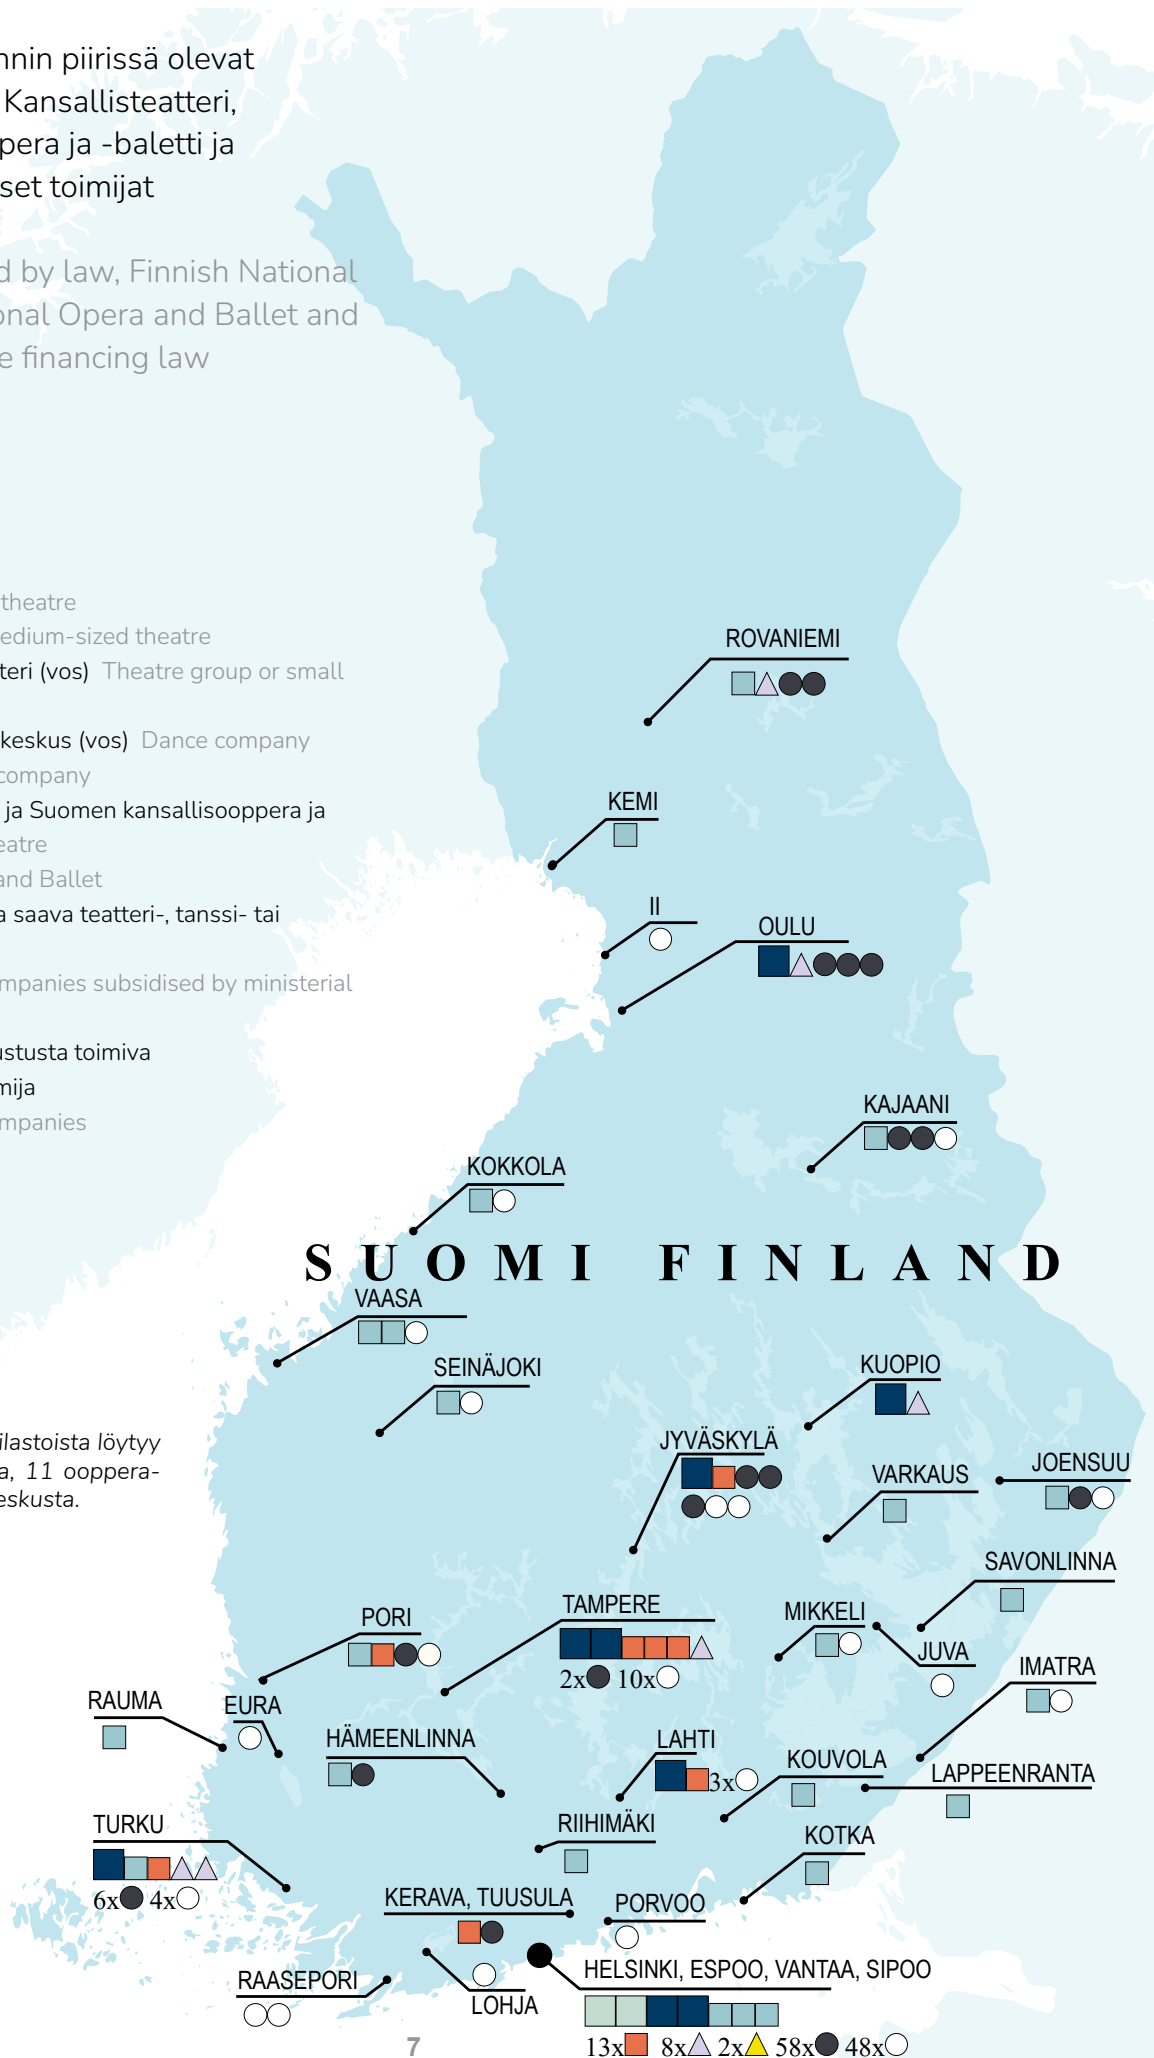 nnin piirissä olevat
Kansallisteatteri,
pera ja -baletti ja
set toimijat
d by law, Finnish National
onal Opera and Ballet and
e financing law
theatre
edium-sized theatre
teri (vos) Theatre group or small
keskus (vos) Dance company
company
ja Suomen kansallisooppera ja
eatre
and Ballet
a saava teatteri-, tanssi- tai
mpanies subsidised by ministerial
ustusta toimiva
mija
mpanies
ROVANIEMI
KEMI
II
OULU
KAJAANI
KOKKOLA
SUOMI FINLAND
VAASA
SEINÄJOKI
KUOPIO
ilastoista löytyy
a, 11 ooppera-
eskusta.
JYVÄSKYLÄ
VARKAUS
JOENSUU
SAVONLINNA
PORI
TAMPERE
2x 10x
MIKKELI
JUVA
IMATRA
RAUMA
EURA
HÄMEENLINNA
LAHTI
3x
KOUVOLA
LAPPEENRANTA
TURKU
6x 4x
RIIHIMÄKI
KOTKA
KERAVA, TUUSULA
PORVOO
RAASEPORI
LOHJA
HELSINKI, ESPOO, VANTAA, SIPOO
13x 8x 2x 58x 48x
7